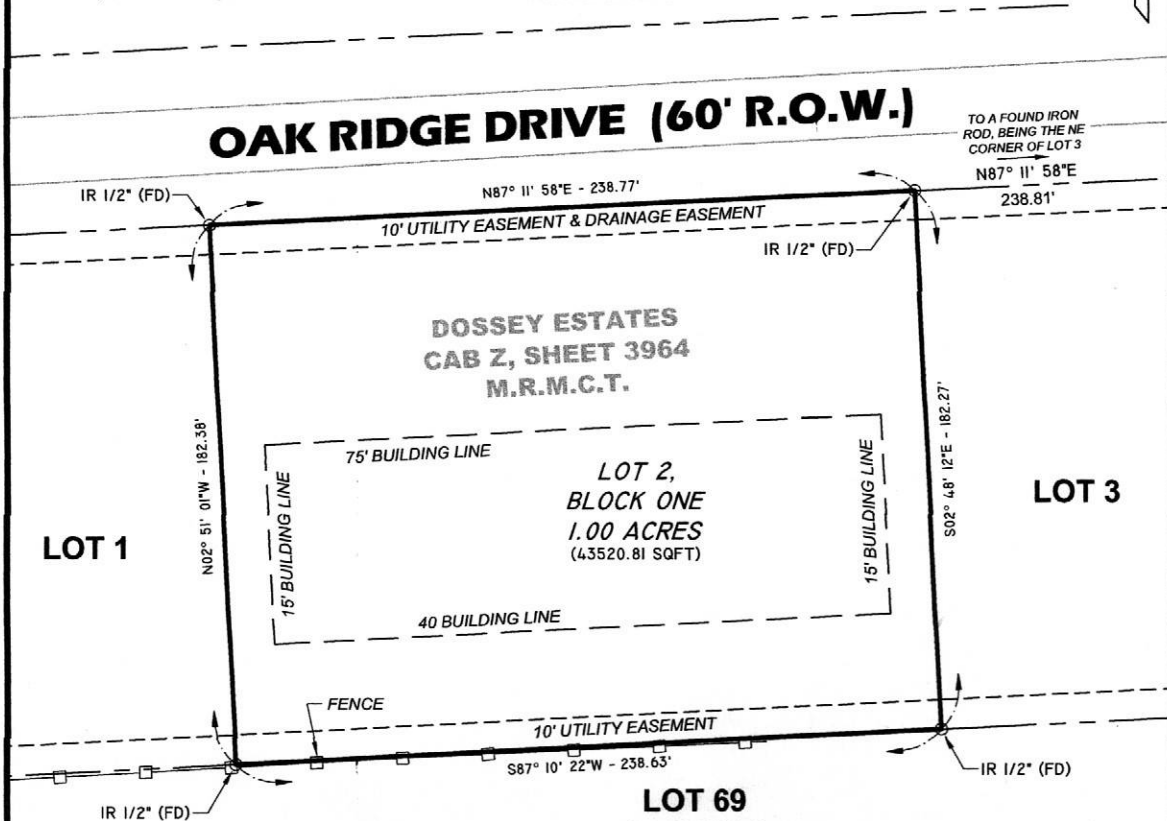 OAK RIDGE DRIVE (60' R.O.W.)
TO A FOUND IRON
ROD, BEING THE NE
CORNER OF LOT 3
N87° 11' 58"E
238.81'
IR 1/2" (FD)
N87° 11' 58"E - 238.77'
10' UTILITY EASEMENT & DRAINAGE EASEMENT
IR 1/2" (FD)
DOSSEY ESTATES
CAB Z, SHEET 3964
M.R.M.C.T.
N02° 51' 01"W - 182.38'
S02° 48' 12"E - 182.27'
75' BUILDING LINE
15' BUILDING LINE
LOT 2,
BLOCK ONE
1.00 ACRES
(43520.81 SQFT)
15' BUILDING LINE
LOT 1
LOT 3
40 BUILDING LINE
FENCE
10' UTILITY EASEMENT
S87° 10' 22"W - 238.63'
IR 1/2" (FD)
IR 1/2" (FD)
LOT 69